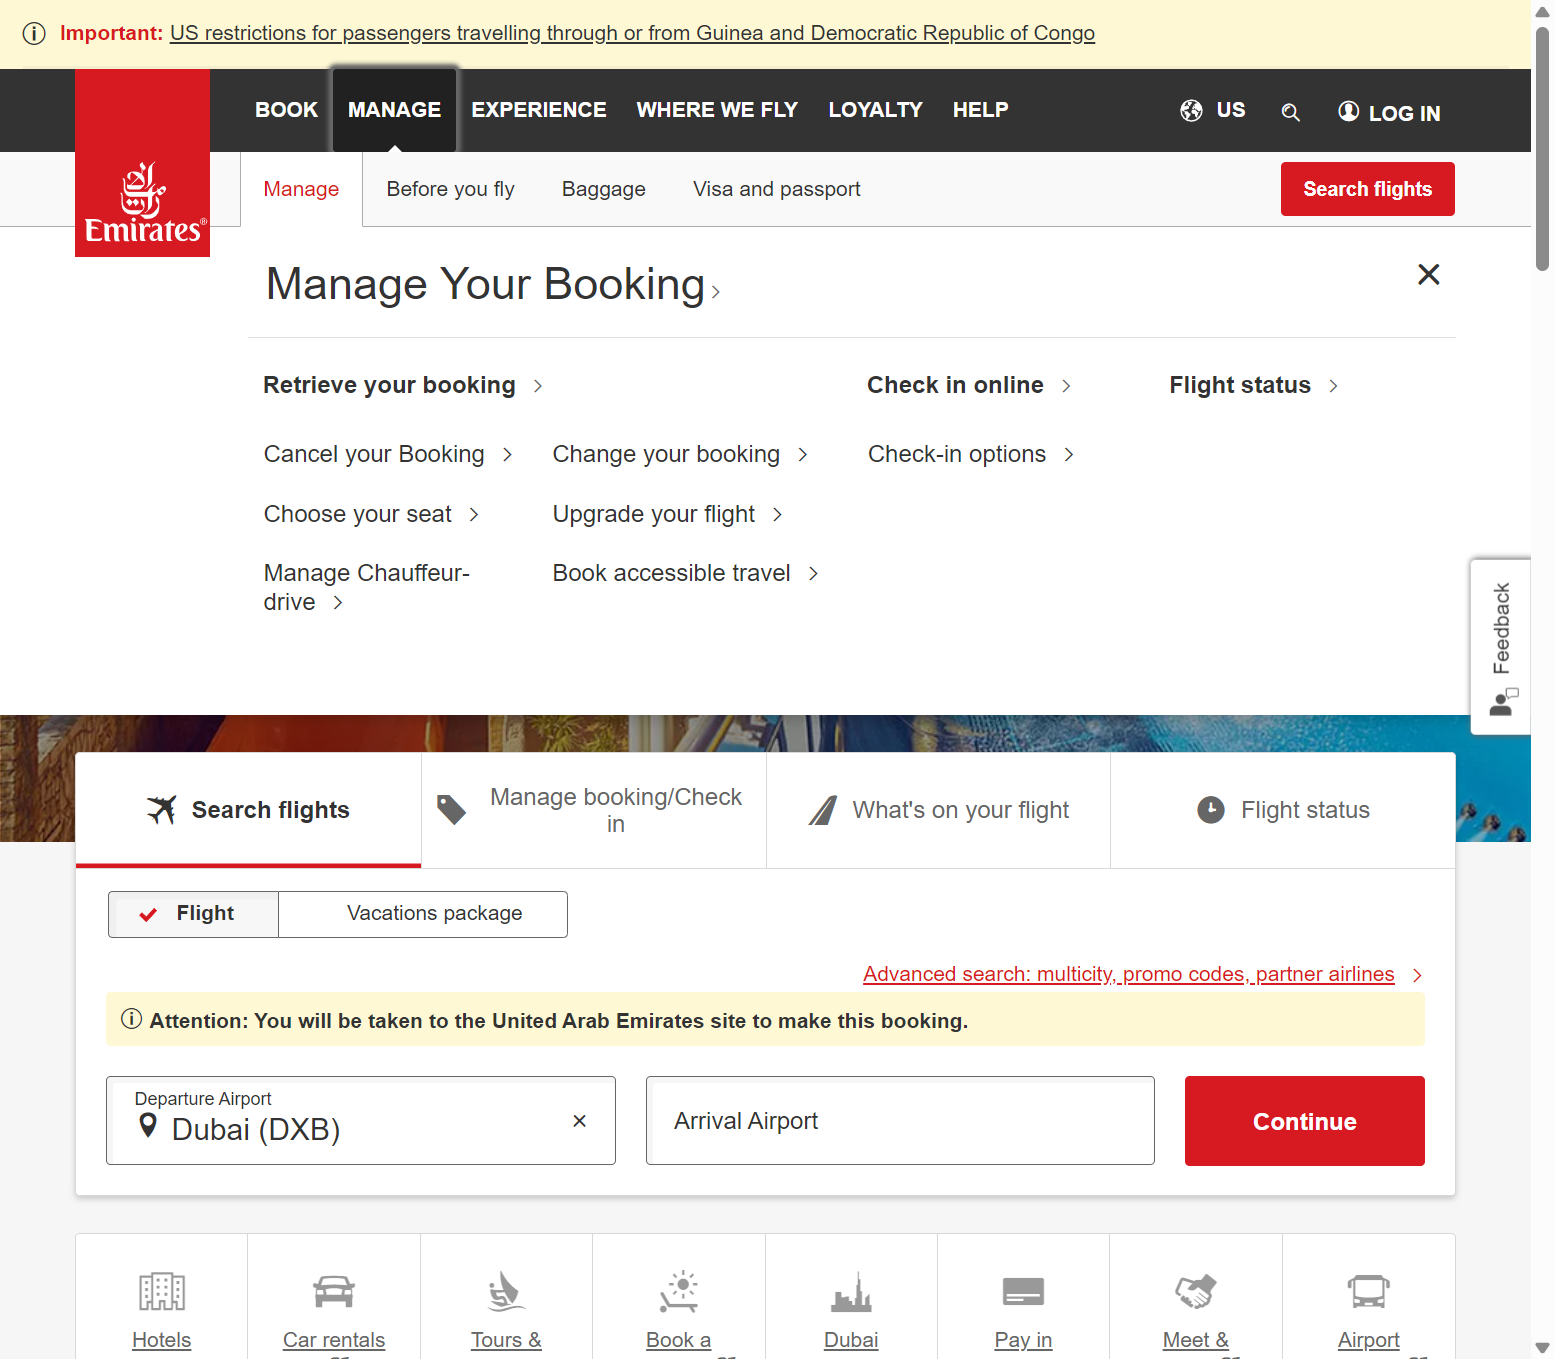 Important: US restrictions for passengers travelling through or from Guinea and Democratic Republic of Congo
BOOK MANAGE EXPERIENCE WHERE WE FLY LOYALTY HELP US LOG IN
Emirates®
Manage Before you fly Baggage Visa and passport Search flights
Manage Your Booking
Retrieve your booking Check in online Flight status
Cancel your Booking Change your booking Check-in options
Choose your seat Upgrade your flight
Manage Chauffeur-
drive
Book accessible travel
Feedback
Search flights
Manage booking/Check
in
What's on your flight
Flight status
Flight Vacations package
Advanced search: multicity, promo codes, partner airlines
Attention: You will be taken to the United Arab Emirates site to make this booking.
Departure Airport
Dubai (DXB)
Arrival Airport
Continue
Hotels Car rentals Tours & Book a Dubai Pay in Meet & Airport